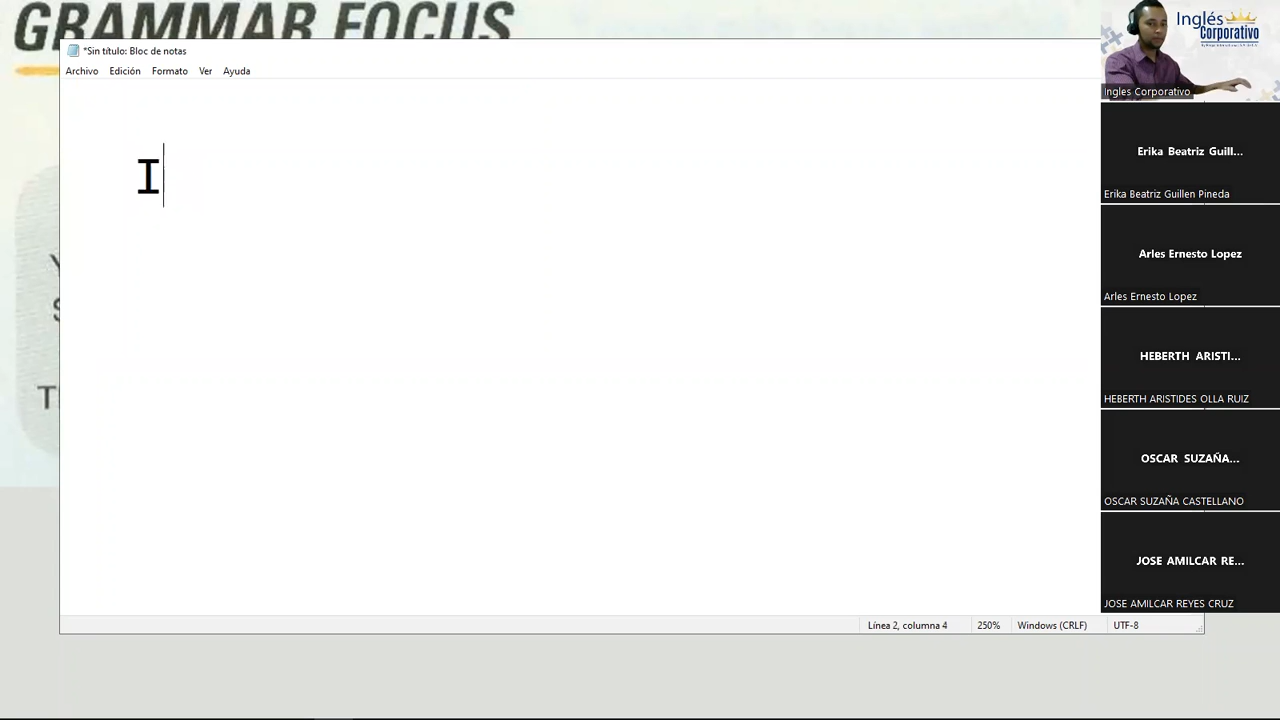 GRAMMAR FOCUS
*Sin título: Bloc de notas
Archivo Edición Formato Ver Ayuda
I
Inglés
Corporativo
Ingles Corporativo
Erika Beatriz Guill...
Erika Beatriz Guillen Pineda
Arles Ernesto Lopez
Arles Ernesto Lopez
HEBERTH ARISTI...
HEBERTH ARISTIDES OLLA RUIZ
OSCAR SUZAÑA...
OSCAR SUZAÑA CASTELLANO
JOSE AMILCAR RE...
JOSE AMILCAR REYES CRUZ
Línea 2, columna 4 250% Windows (CRLF) UTF-8